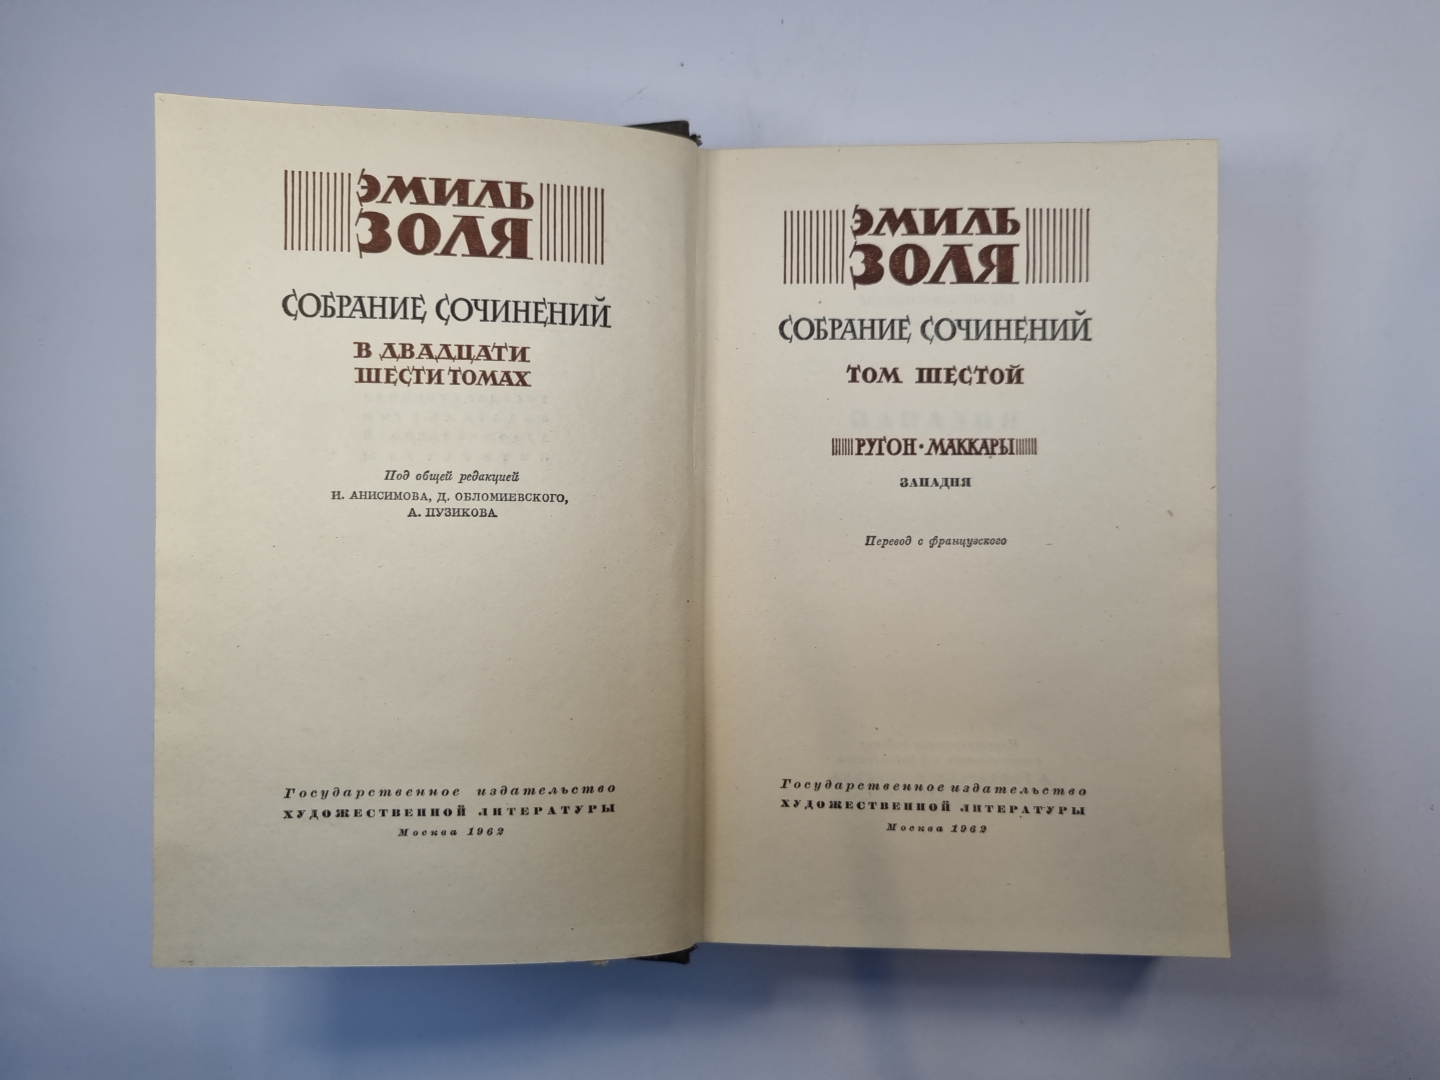 ЭМИЛЬ
ЗОЛЯ
СОБРАНИЕ СОЧИНЕНИЙ
В ДВАДЦАТИ
ШЕСТИ ТОМАХ
Под общей редакцией
И. АНИСИМОВА, Д. ОБЛОМИЕВСКОГО,
А. ПУЗИКОВА
Государственное издательство
ХУДОЖЕСТВЕННОЙ ЛИТЕРАТУРЫ
Москва 1962
ЭМИЛЬ
ЗОЛЯ
СОБРАНИЕ СОЧИНЕНИЙ
ТОМ ШЕСТОЙ
РУГОН·МАККАРЫ
ЗАПАДНЯ
Перевод с французского
Государственное издательство
ХУДОЖЕСТВЕННОЙ ЛИТЕРАТУРЫ
Москва 1962